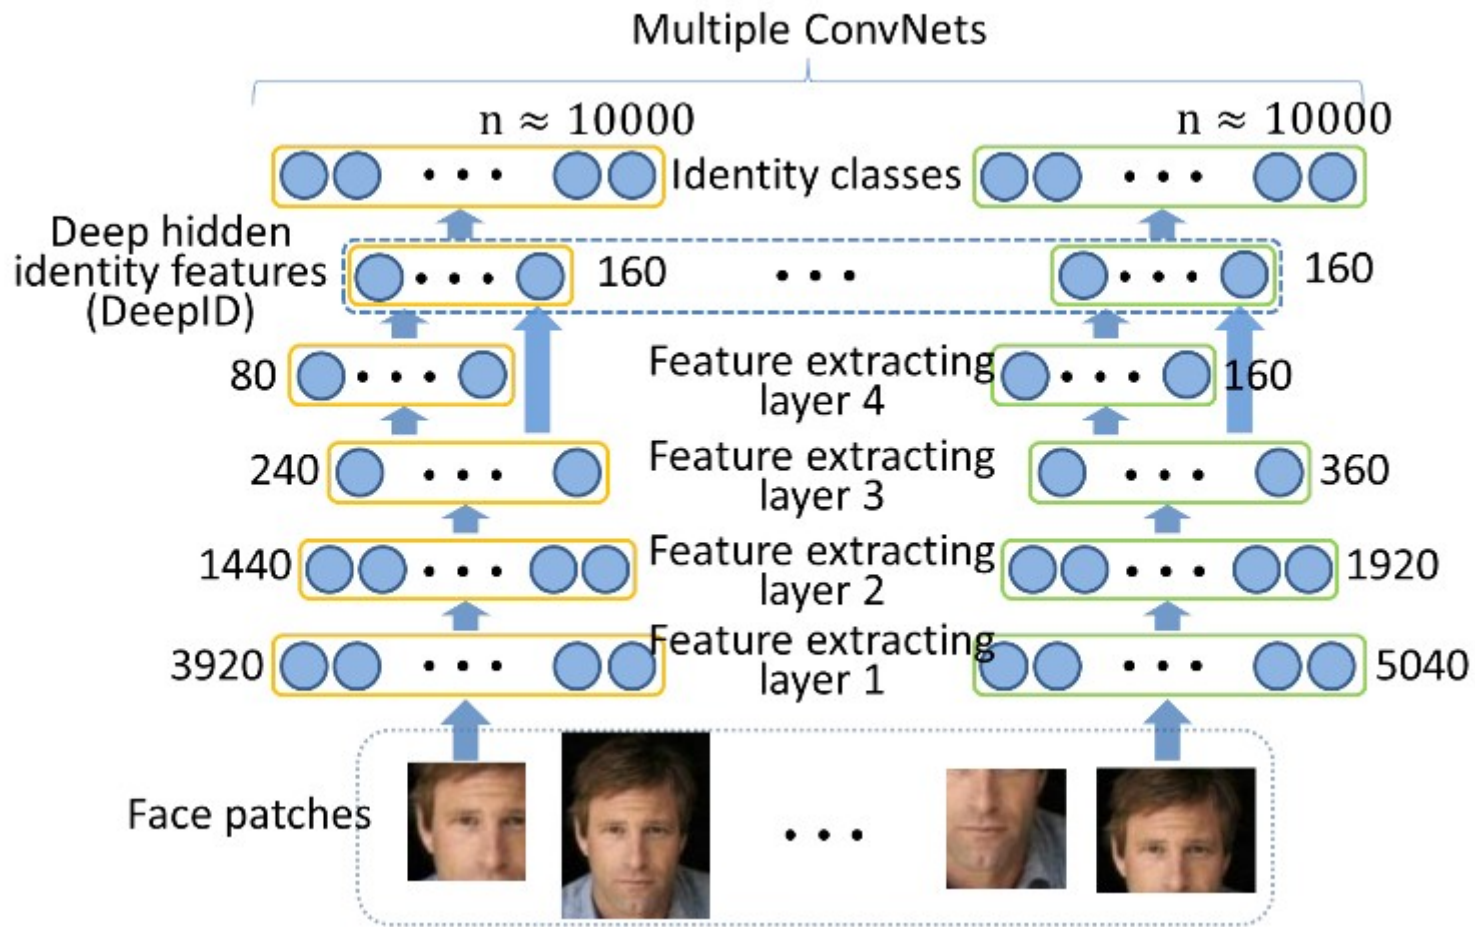 Multiple ConvNets
n ≈ 10000
n ≈ 10000
Identity classes
Deep hidden
identity features
(DeepID)
160
160
80
Feature extracting
layer 4
160
240
Feature extracting
layer 3
360
1440
Feature extracting
layer 2
1920
3920
Feature extracting
layer 1
5040
Face patches